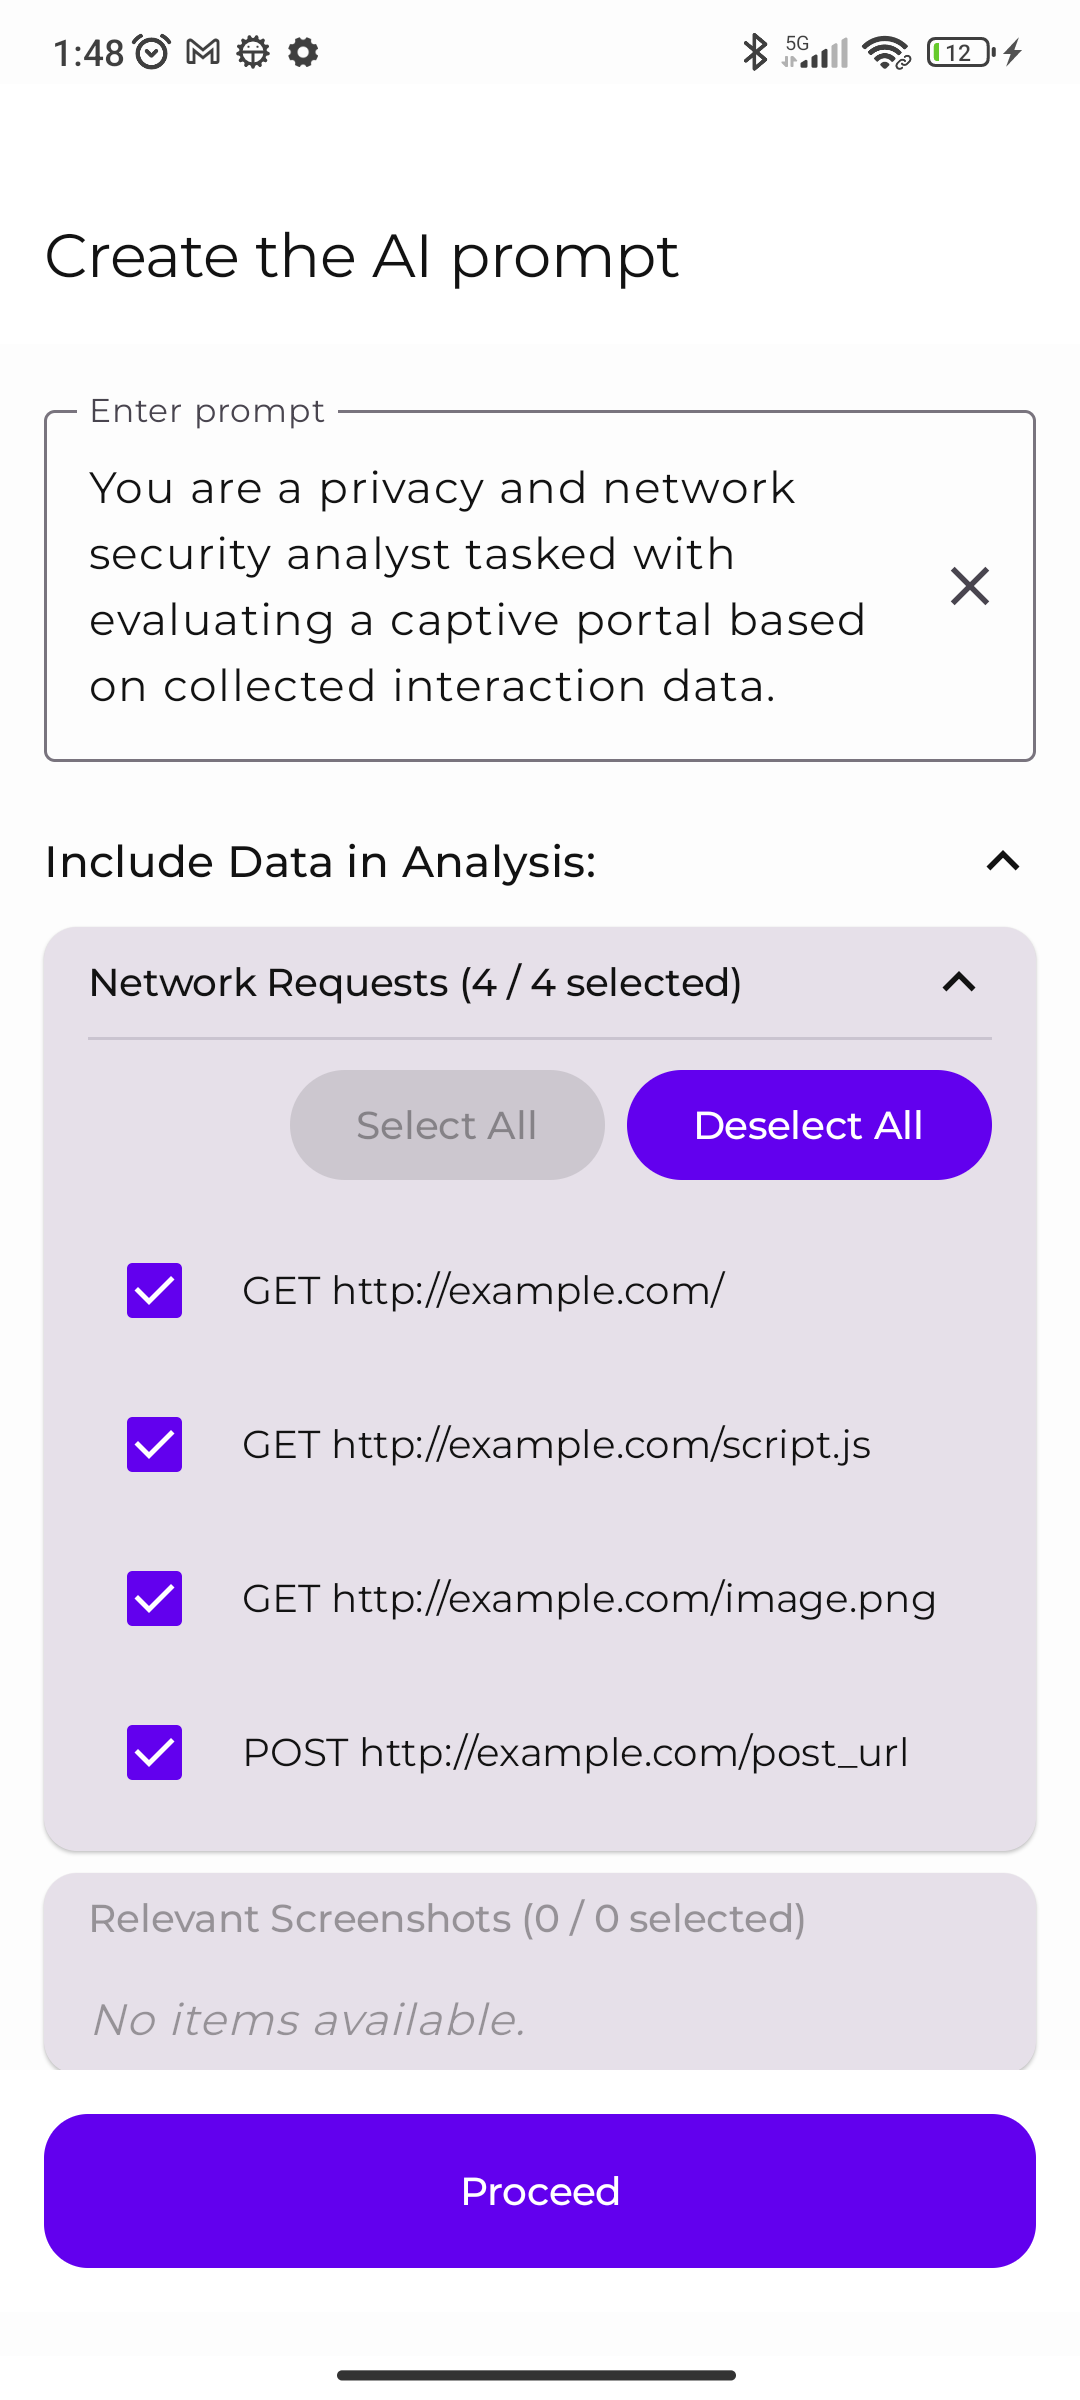 1:48 5G 12
Create the AI prompt
Enter prompt
You are a privacy and network
security analyst tasked with
evaluating a captive portal based
on collected interaction data.
Include Data in Analysis:
Network Requests (4 / 4 selected)
Select All Deselect All
GET http://example.com/
GET http://example.com/script.js
GET http://example.com/image.png
POST http://example.com/post_url
Relevant Screenshots (0 / 0 selected)
No items available.
Proceed